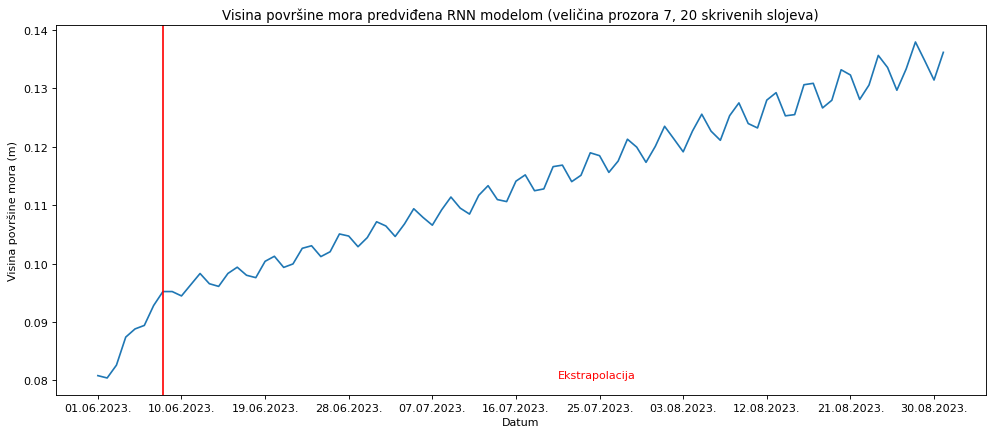 Visina površine mora predviđena RNN modelom (veličina prozora 7, 20 skrivenih slojeva)
0.14
0.13
0.12
0.11
0.10
0.09
0.08
Visina površine mora (m)
Ekstrapolacija
01.06.2023. 10.06.2023. 19.06.2023. 28.06.2023. 07.07.2023. 16.07.2023. 25.07.2023. 03.08.2023. 12.08.2023. 21.08.2023. 30.08.2023.
Datum